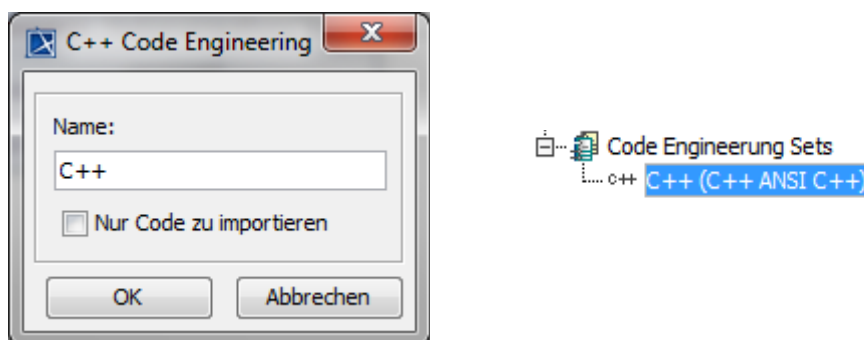 C++ Code Engineering
Name:
C++
Nur Code zu importieren
OK
Abbrechen
Code Engineerung Sets
c++ C++ (C++ ANSI C++)